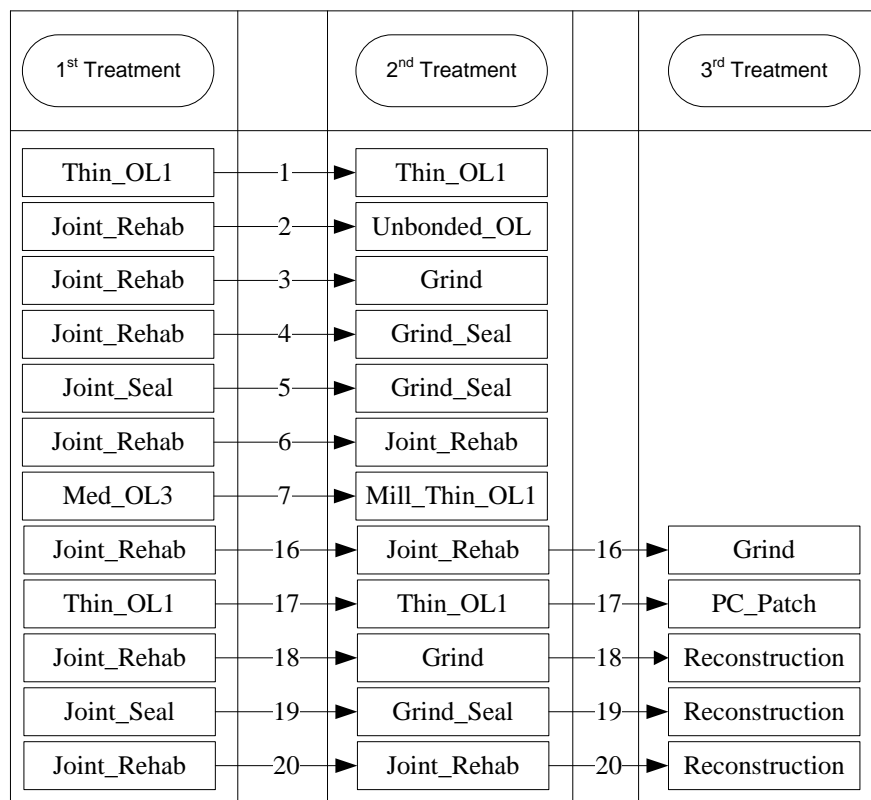 1st Treatment 2nd Treatment 3rd Treatment
Thin_OL1 1 Thin_OL1
Joint_Rehab 2 Unbonded_OL
Joint_Rehab 3 Grind
Joint_Rehab 4 Grind_Seal
Joint_Seal 5 Grind_Seal
Joint_Rehab 6 Joint_Rehab
Med_OL3 7 Mill_Thin_OL1
Joint_Rehab 16 Joint_Rehab 16 Grind
Thin_OL1 17 Thin_OL1 17 PC_Patch
Joint_Rehab 18 Grind 18 Reconstruction
Joint_Seal 19 Grind_Seal 19 Reconstruction
Joint_Rehab 20 Joint_Rehab 20 Reconstruction